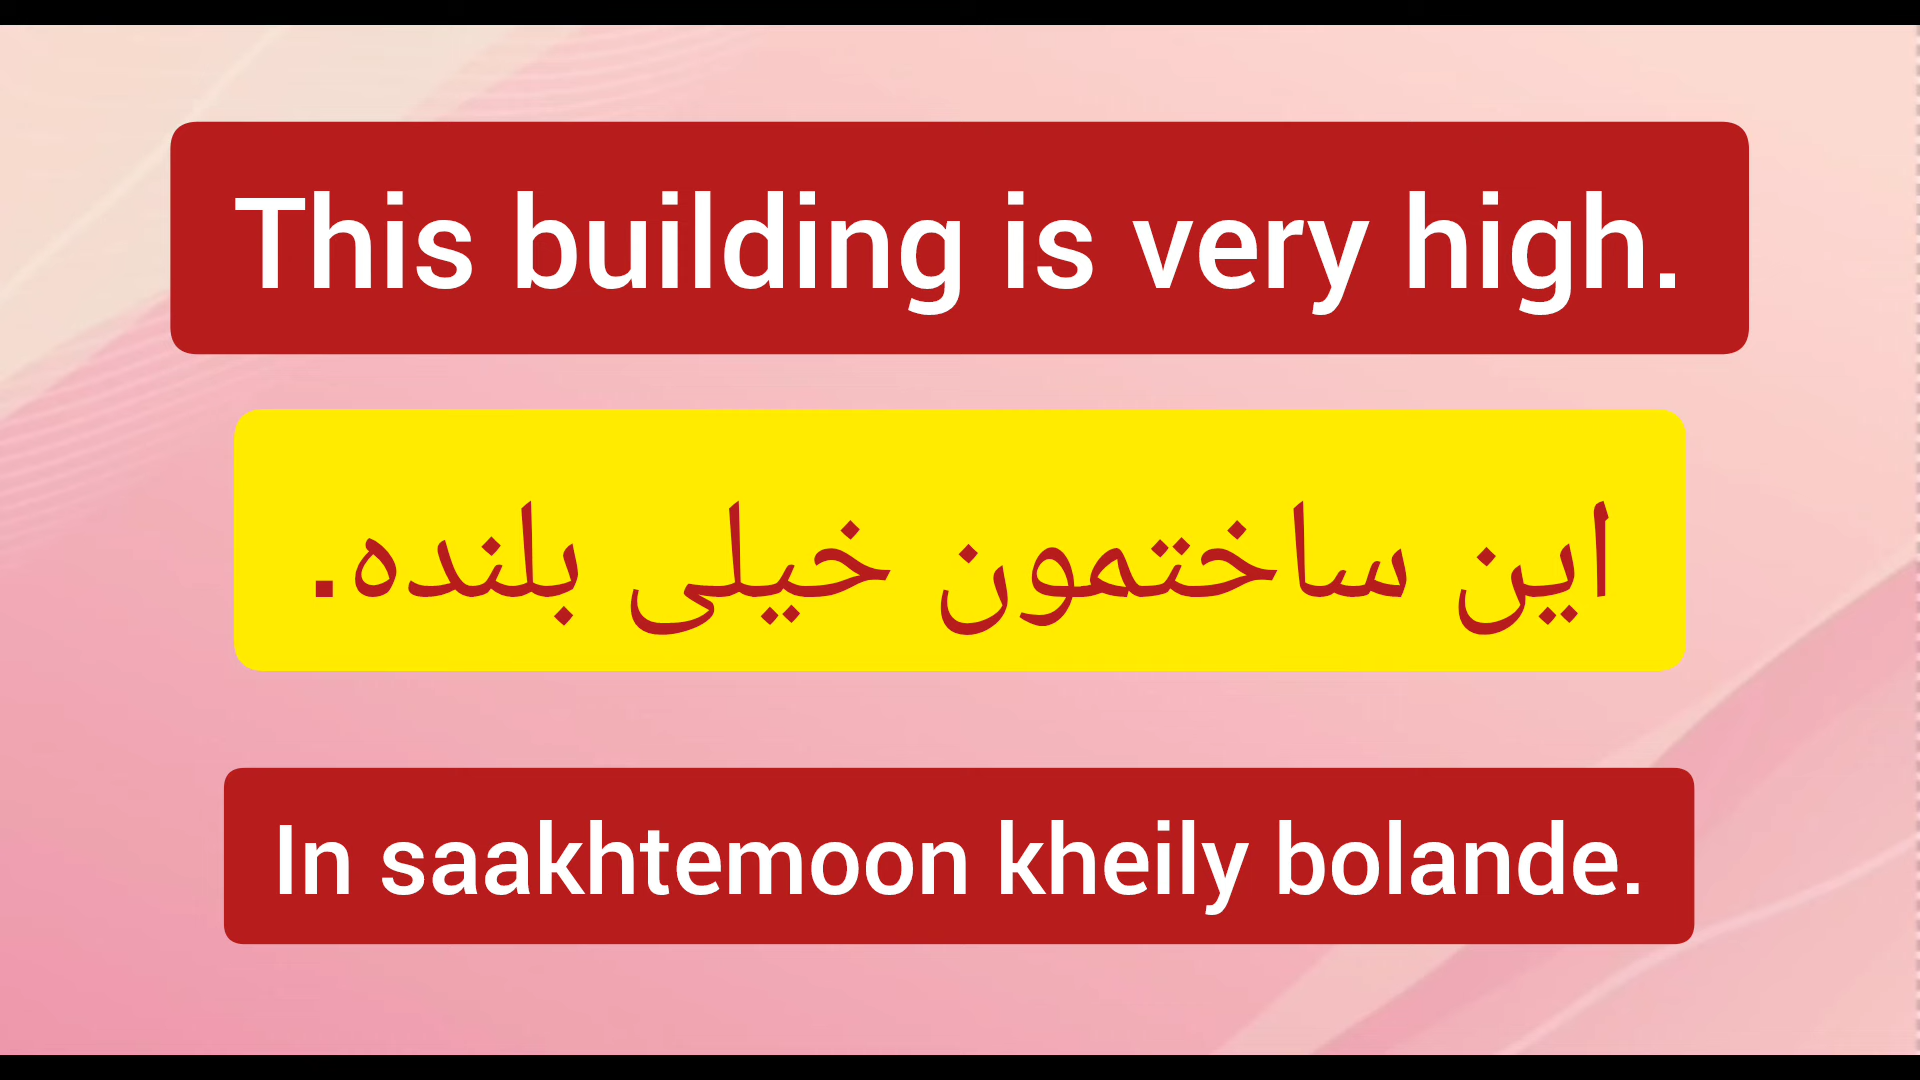 This building is very high.
این ساختمون خیلی بلنده.
In saakhtemoon kheily bolande.